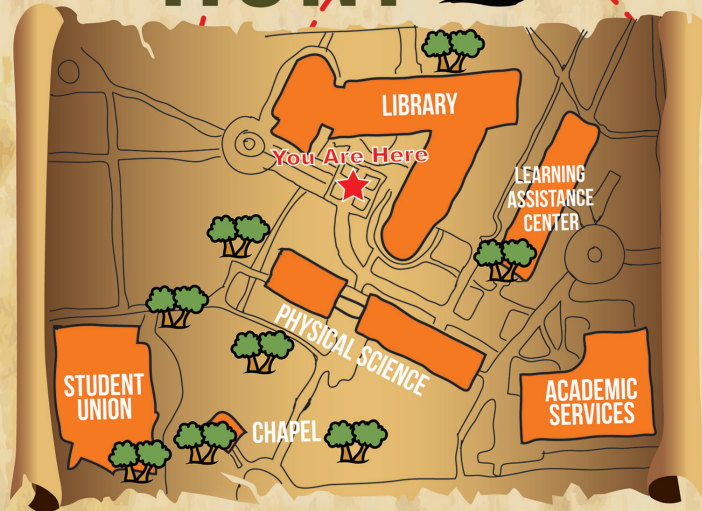 LIBRARY
You Are Here
LEARNING
ASSISTANCE
CENTER
PHYSICAL SCIENCE
STUDENT
UNION
ACADEMIC
SERVICES
CHAPEL